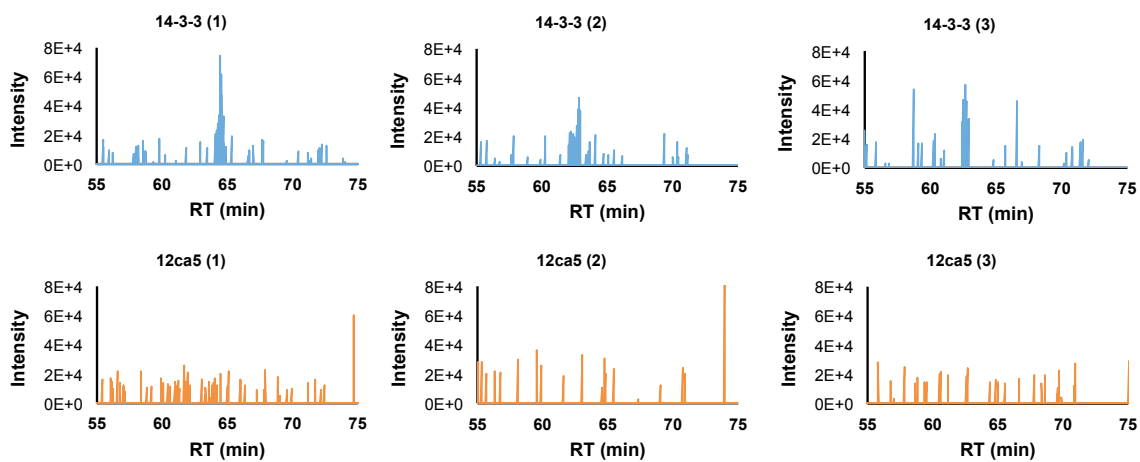 14-3-3 (1)
Intensity
8E+4
6E+4
4E+4
2E+4
0E+0
55 60 65 70 75
RT (min)
14-3-3 (2)
Intensity
8E+4
6E+4
4E+4
2E+4
0E+0
55 60 65 70 75
RT (min)
14-3-3 (3)
Intensity
8E+4
6E+4
4E+4
2E+4
0E+0
55 60 65 70 75
RT (min)
12ca5 (1)
Intensity
8E+4
6E+4
4E+4
2E+4
0E+0
55 60 65 70 75
RT (min)
12ca5 (2)
Intensity
8E+4
6E+4
4E+4
2E+4
0E+0
55 60 65 70 75
RT (min)
12ca5 (3)
Intensity
8E+4
6E+4
4E+4
2E+4
0E+0
55 60 65 70 75
RT (min)